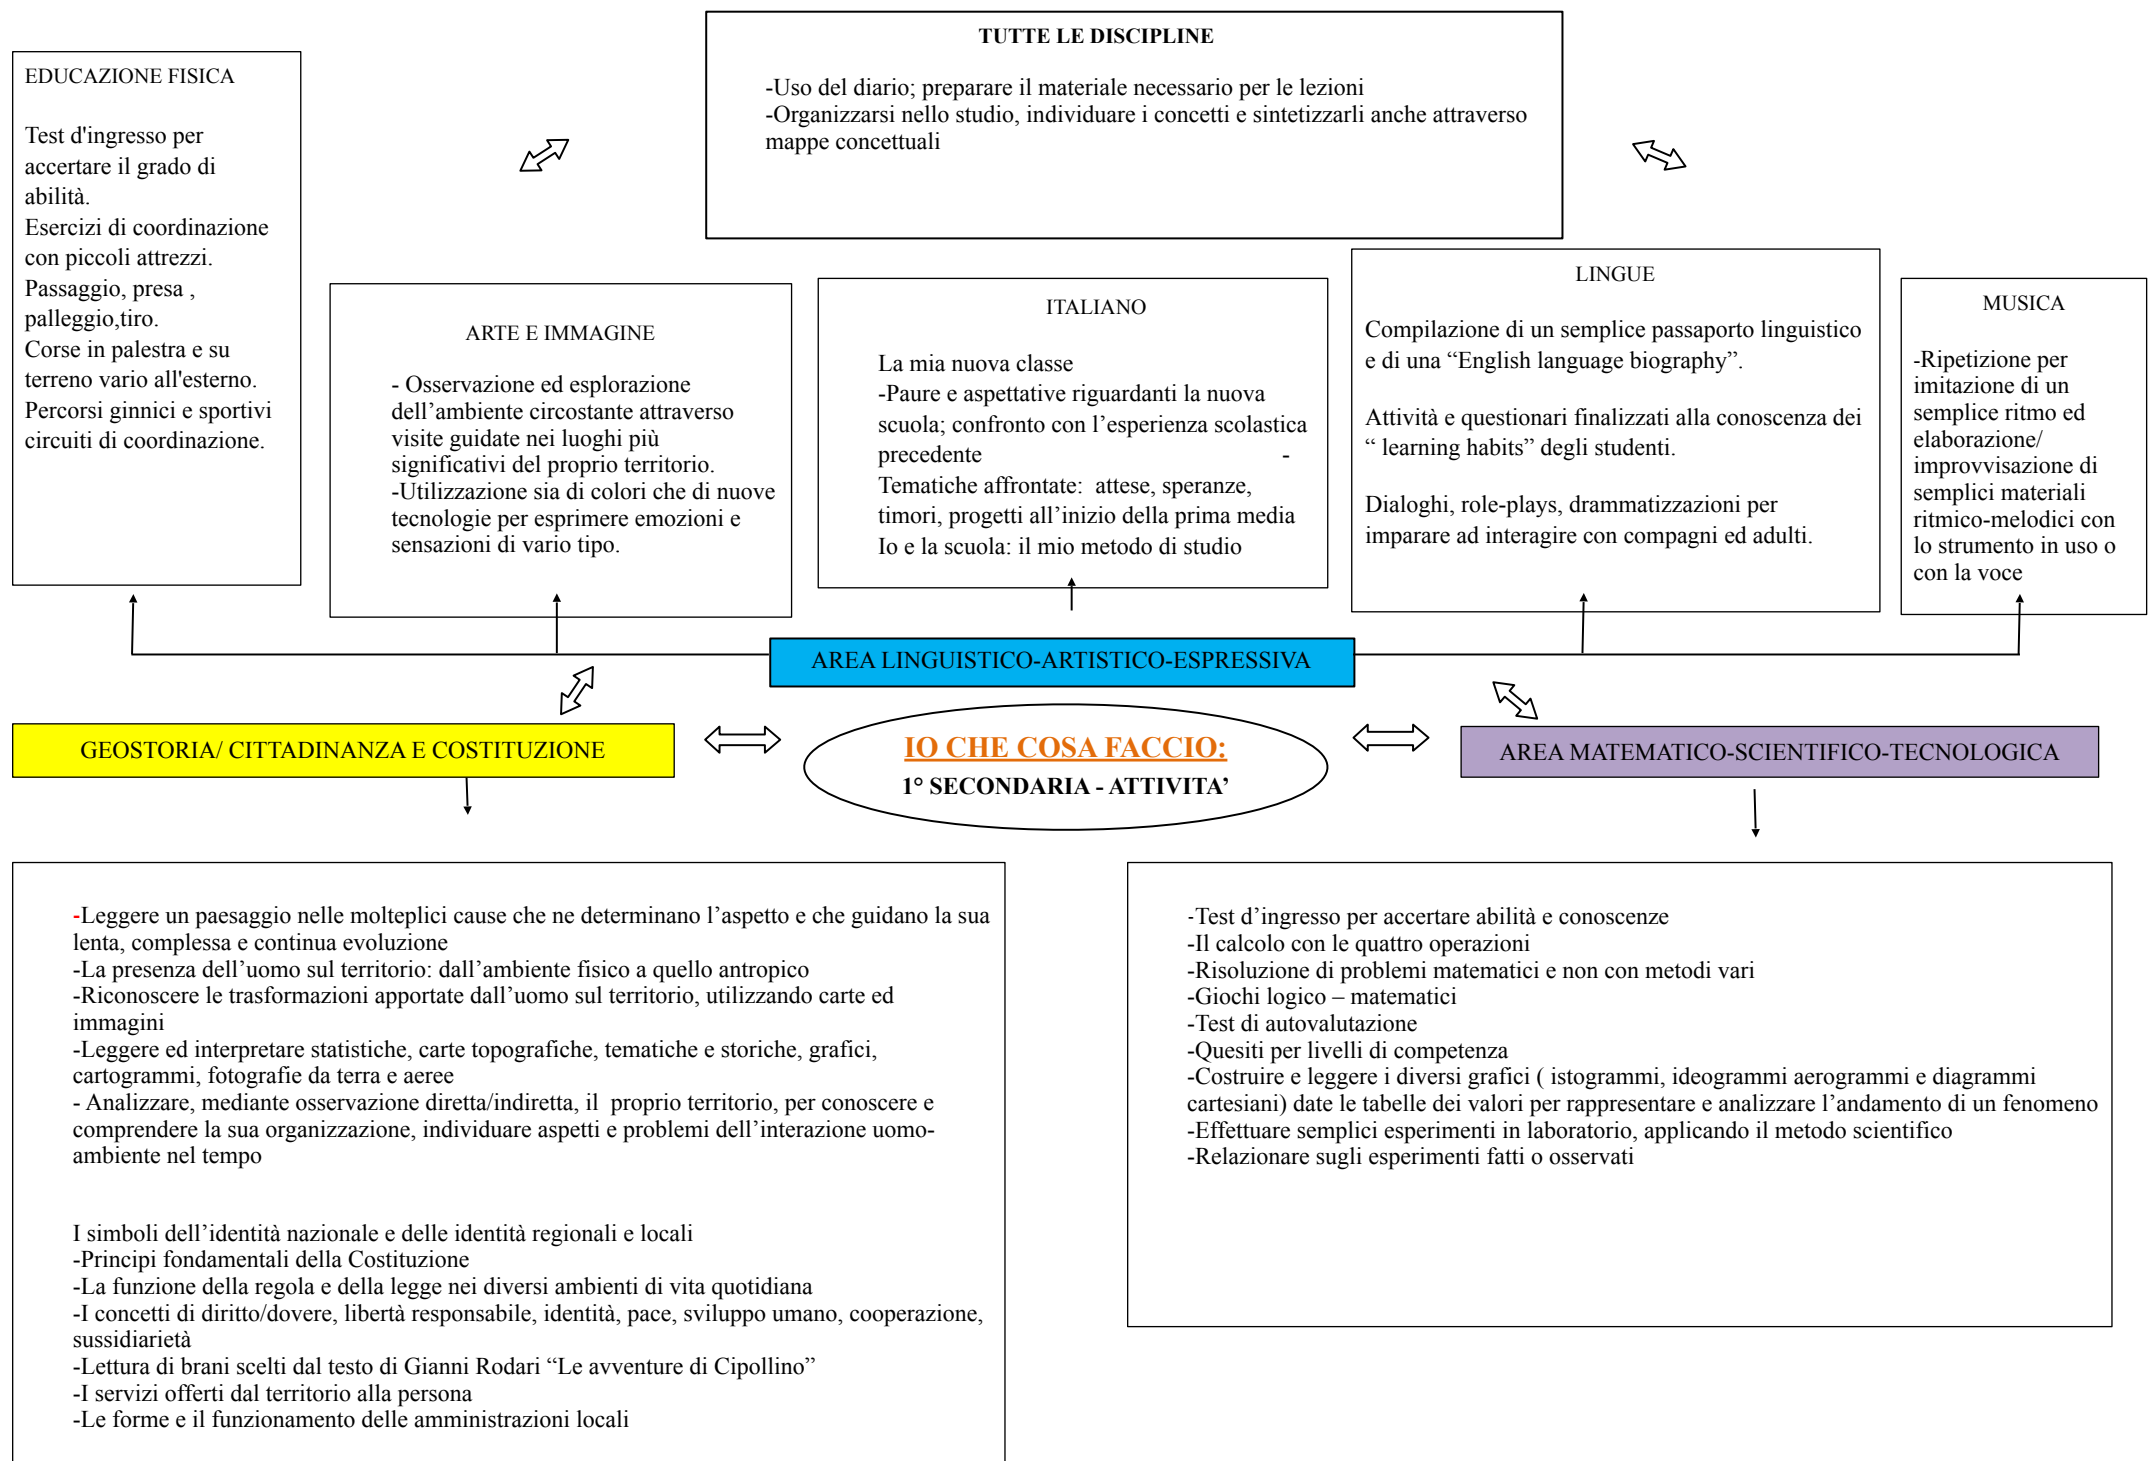 TUTTE LE DISCIPLINE
-Uso del diario; preparare il materiale necessario per le lezioni
-Organizzarsi nello studio, individuare i concetti e sintetizzarli anche attraverso
mappe concettuali
EDUCAZIONE FISICA
Test d'ingresso per
accertare il grado di
abilità.
Esercizi di coordinazione
con piccoli attrezzi.
Passaggio, presa ,
palleggio,tiro.
Corse in palestra e su
terreno vario all'esterno.
Percorsi ginnici e sportivi
circuiti di coordinazione.
ARTE E IMMAGINE
- Osservazione ed esplorazione
dell’ambiente circostante attraverso
visite guidate nei luoghi più
significativi del proprio territorio.
-Utilizzazione sia di colori che di nuove
tecnologie per esprimere emozioni e
sensazioni di vario tipo.
ITALIANO
La mia nuova classe
-Paure e aspettative riguardanti la nuova
scuola; confronto con l’esperienza scolastica
precedente -
Tematiche affrontate: attese, speranze,
timori, progetti all’inizio della prima media
Io e la scuola: il mio metodo di studio
LINGUE
Compilazione di un semplice passaporto linguistico
e di una “English language biography”.
Attività e questionari finalizzati alla conoscenza dei
“ learning habits” degli studenti.
Dialoghi, role-plays, drammatizzazioni per
imparare ad interagire con compagni ed adulti.
MUSICA
-Ripetizione per
imitazione di un
semplice ritmo ed
elaborazione/
improvvisazione di
semplici materiali
ritmico-melodici con
lo strumento in uso o
con la voce
AREA LINGUISTICO-ARTISTICO-ESPRESSIVA
GEOSTORIA/ CITTADINANZA E COSTITUZIONE
IO CHE COSA FACCIO:
1° SECONDARIA - ATTIVITA’
AREA MATEMATICO-SCIENTIFICO-TECNOLOGICA
-Leggere un paesaggio nelle molteplici cause che ne determinano l’aspetto e che guidano la sua
lenta, complessa e continua evoluzione
-La presenza dell’uomo sul territorio: dall’ambiente fisico a quello antropico
-Riconoscere le trasformazioni apportate dall’uomo sul territorio, utilizzando carte ed
immagini
-Leggere ed interpretare statistiche, carte topografiche, tematiche e storiche, grafici,
cartogrammi, fotografie da terra e aeree
- Analizzare, mediante osservazione diretta/indiretta, il proprio territorio, per conoscere e
comprendere la sua organizzazione, individuare aspetti e problemi dell’interazione uomo-
ambiente nel tempo
I simboli dell’identità nazionale e delle identità regionali e locali
-Principi fondamentali della Costituzione
-La funzione della regola e della legge nei diversi ambienti di vita quotidiana
-I concetti di diritto/dovere, libertà responsabile, identità, pace, sviluppo umano, cooperazione,
sussidiarietà
-Lettura di brani scelti dal testo di Gianni Rodari “Le avventure di Cipollino”
-I servizi offerti dal territorio alla persona
-Le forme e il funzionamento delle amministrazioni locali
-Test d’ingresso per accertare abilità e conoscenze
-Il calcolo con le quattro operazioni
-Risoluzione di problemi matematici e non con metodi vari
-Giochi logico – matematici
-Test di autovalutazione
-Quesiti per livelli di competenza
-Costruire e leggere i diversi grafici ( istogrammi, ideogrammi aerogrammi e diagrammi
cartesiani) date le tabelle dei valori per rappresentare e analizzare l’andamento di un fenomeno
-Effettuare semplici esperimenti in laboratorio, applicando il metodo scientifico
-Relazionare sugli esperimenti fatti o osservati